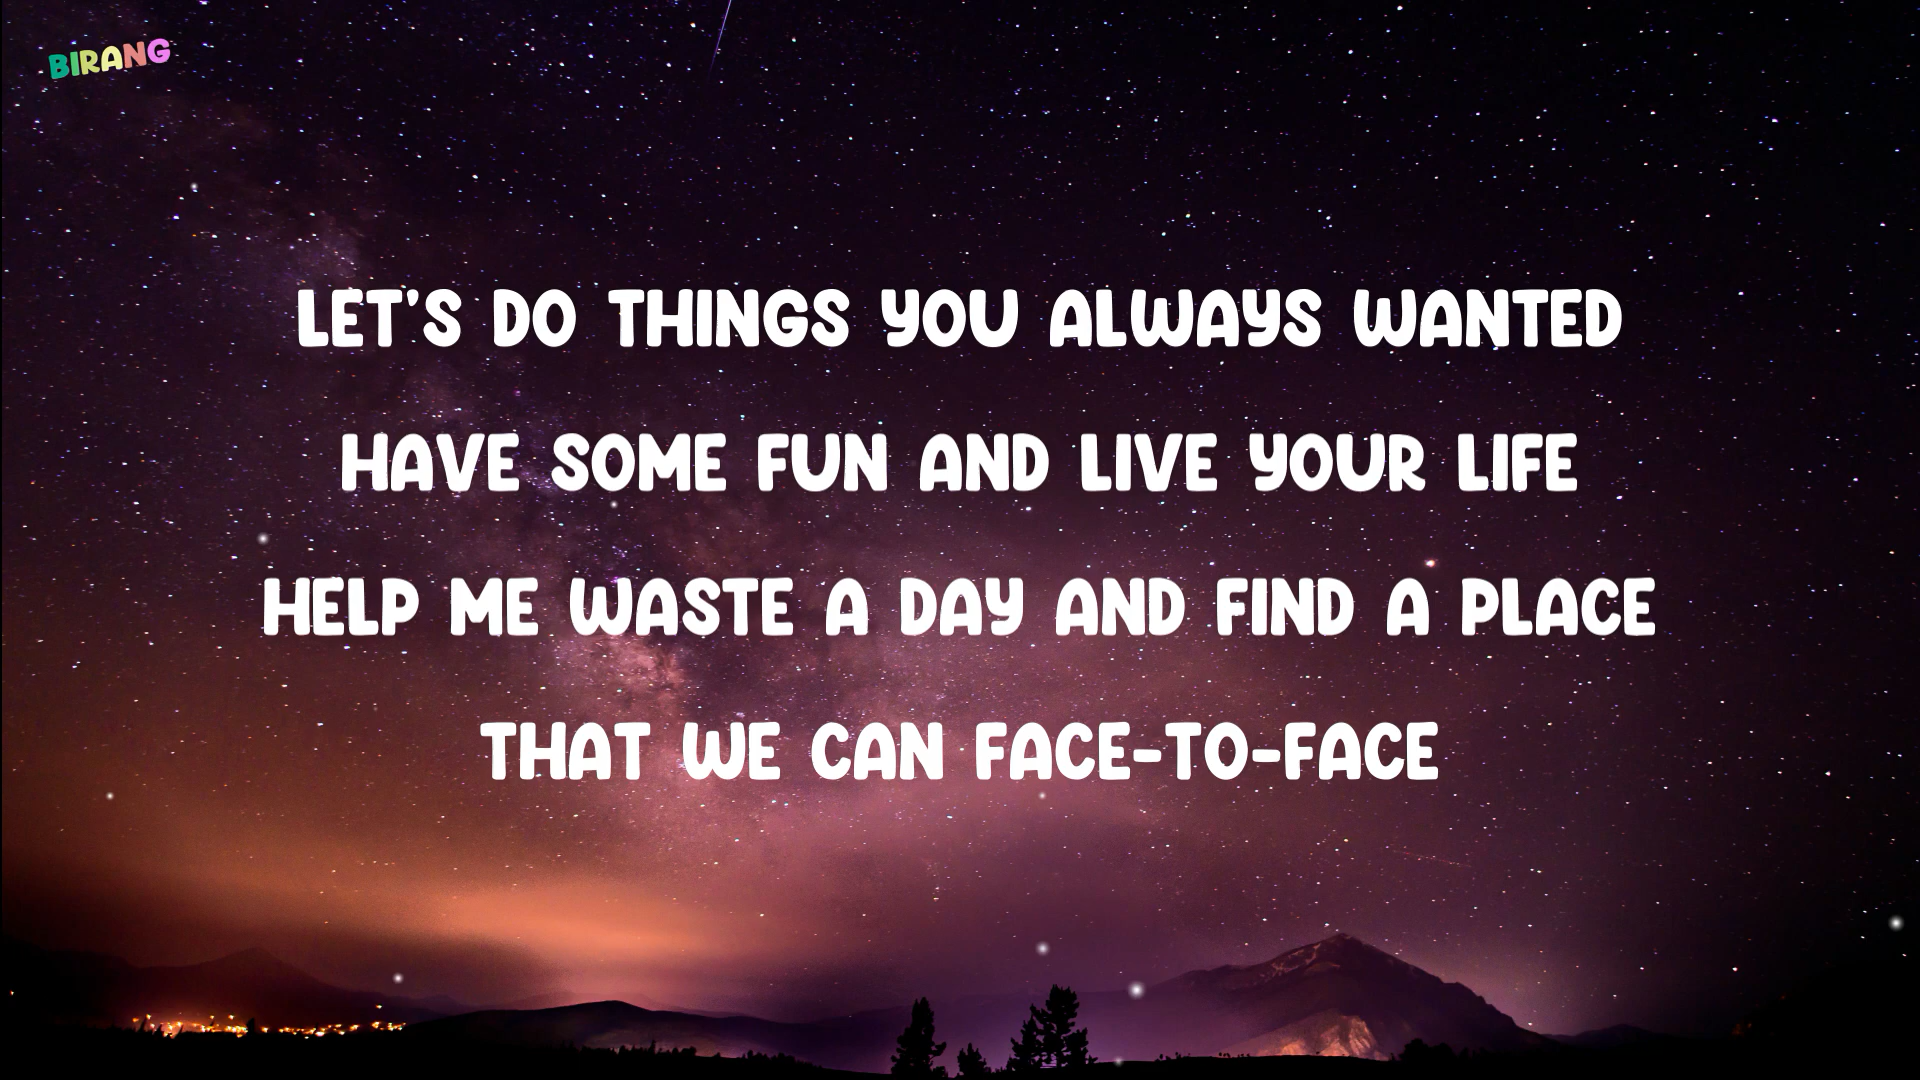 BIRANG
LET'S DO THINGS YOU ALWAYS WANTED
HAVE SOME FUN AND LIVE YOUR LIFE
HELP ME WASTE A DAY AND FIND A PLACE
THAT WE CAN FACE-TO-FACE